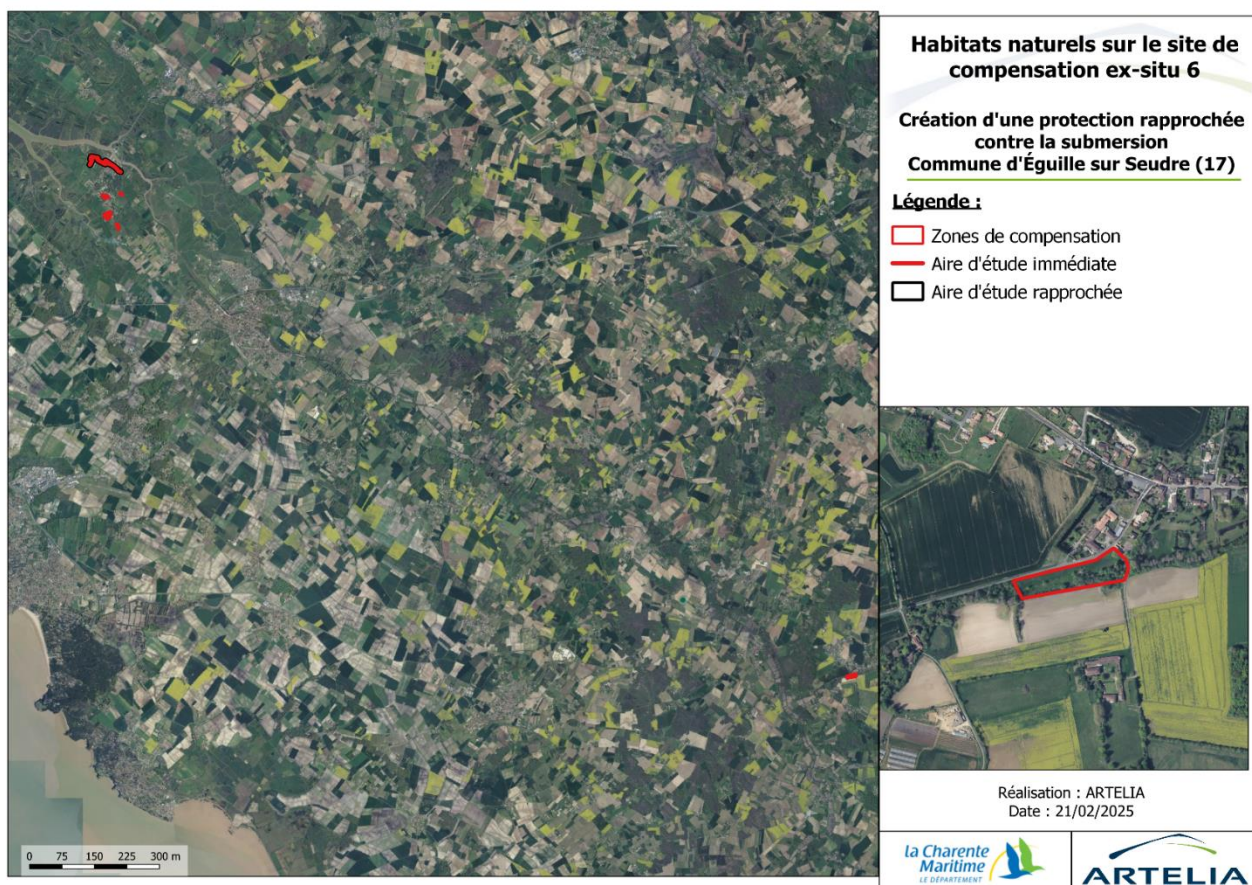 Habitats naturels sur le site de
compensation ex-situ 6
Création d'une protection rapprochée
contre la submersion
Commune d'Éguille sur Seudre (17)
Légende :
Zones de compensation
Aire d'étude immédiate
Aire d'étude rapprochée
0 75 150 225 300 m
Réalisation : ARTELIA
Date : 21/02/2025
la Charente
Maritime
LE DÉPARTEMENT
ARTELIA